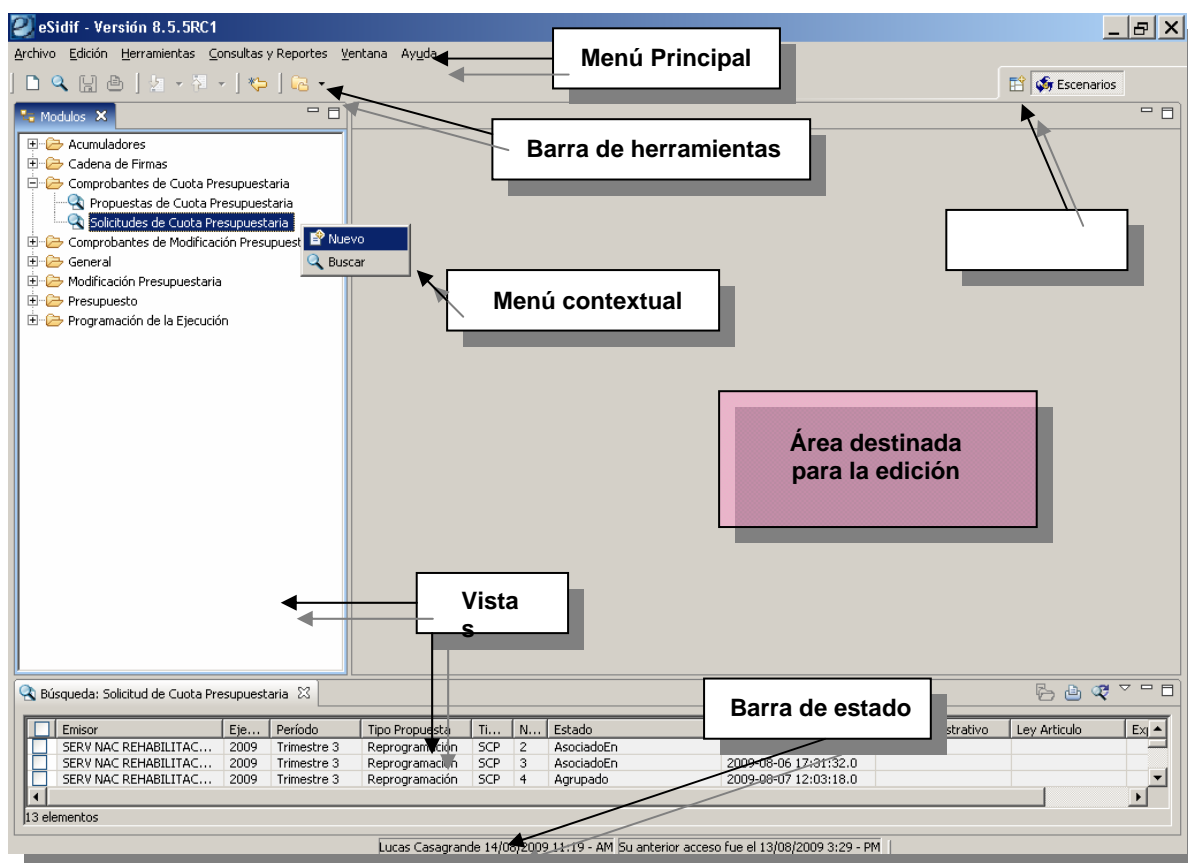 eSidif - Versión 8.5.5RC1
Archivo Edición Herramientas Consultas y Reportes Ventana Ayuda
Menú Principal
Escenarios
Modulos
Barra de herramientas
Acumuladores
Cadena de Firmas
Comprobantes de Cuota Presupuestaria
Propuestas de Cuota Presupuestaria
Solicitudes de Cuota Presupuestaria
Nuevo
Comprobantes de Modificación Presupuest
General
Buscar
Modificación Presupuestaria
Presupuesto
Programación de la Ejecución
Menú contextual
Área destinada
para la edición
Vista
s
Búsqueda: Solicitud de Cuota Presupuestaria
Barra de estado
Emisor Eje... Período Tipo Propuesta Ti... N... Estado istrativo Ley Articulo Exp
SERV NAC REHABILITAC... 2009 Trimestre 3 Reprogramación SCP 2 AsociadoEn
SERV NAC REHABILITAC... 2009 Trimestre 3 Reprogramación SCP 3 AsociadoEn 2009-08-06 17:31:32.0
SERV NAC REHABILITAC... 2009 Trimestre 3 Reprogramación SCP 4 Agrupado 2009-08-07 12:03:18.0
13 elementos
Lucas Casagrande 14/08/2009 11:19 - AM Su anterior acceso fue el 13/08/2009 3:29 - PM